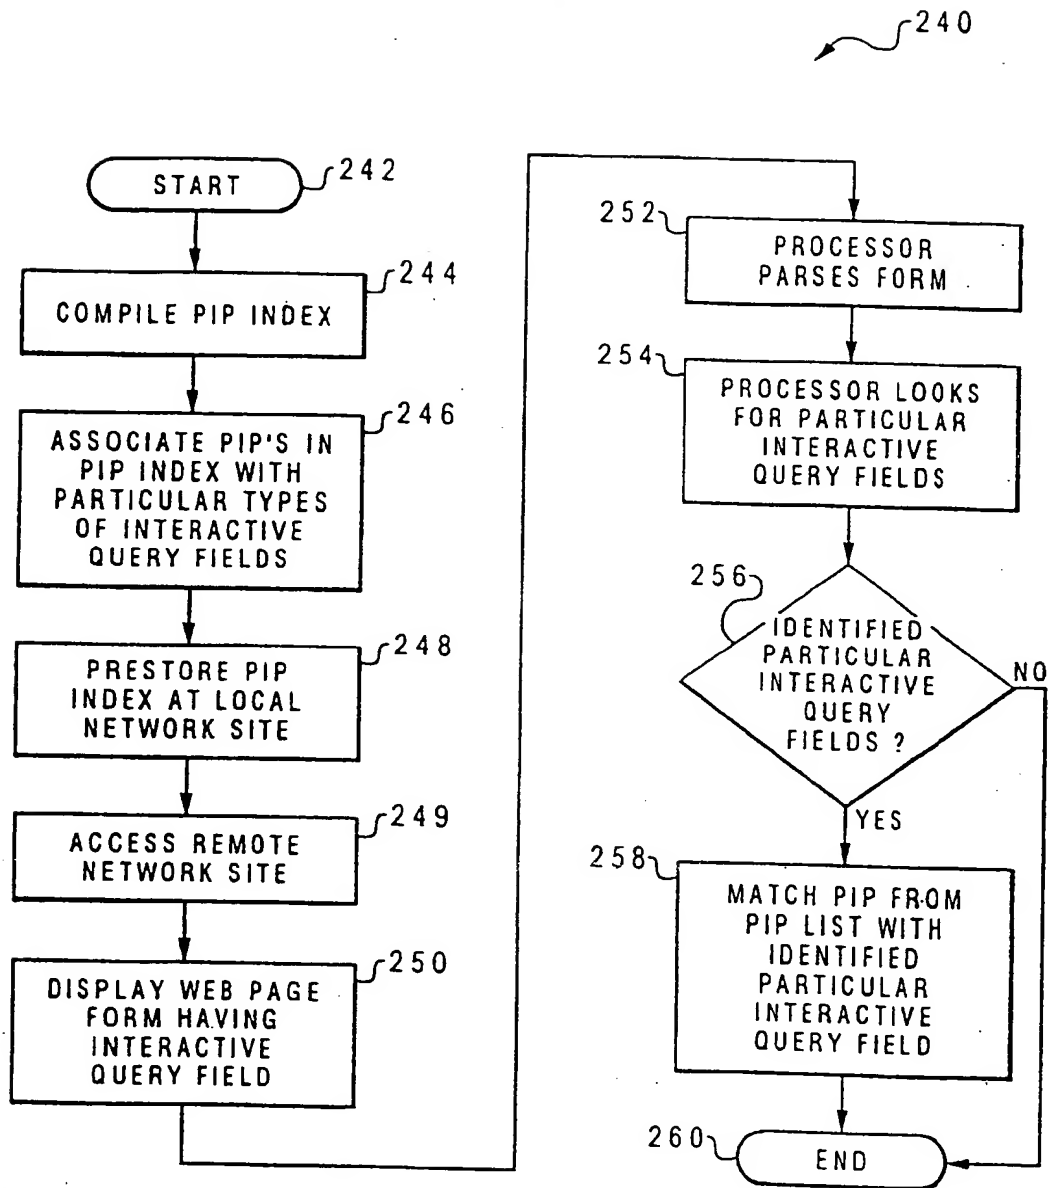 240
START
242
COMPILE PIP INDEX
244
ASSOCIATE PIP'S IN
PIP INDEX WITH
PARTICULAR TYPES
OF INTERACTIVE
QUERY FIELDS
246
PRESTORE PIP
INDEX AT LOCAL
NETWORK SITE
248
ACCESS REMOTE
NETWORK SITE
249
DISPLAY WEB PAGE
FORM HAVING
INTERACTIVE
QUERY FIELD
250
252
PROCESSOR
PARSES FORM
254
PROCESSOR LOOKS
FOR PARTICULAR
INTERACTIVE
QUERY FIELDS
256
IDENTIFIED
PARTICULAR
INTERACTIVE
QUERY
FIELDS ?
NO
YES
258
MATCH PIP FROM
PIP LIST WITH
IDENTIFIED
PARTICULAR
INTERACTIVE
QUERY FIELD
260
END